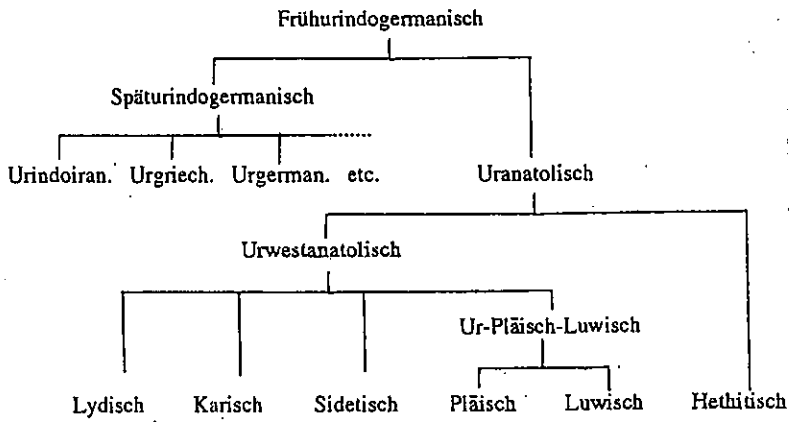 Frühurindogermanisch
Späturindogermanisch
Urindoiran. Urgriech. Urgerman. etc.
Uranatolisch
Urwestanatolisch
Ur-Pläisch-Luwisch
Lydisch Karisch Sidetisch Pläisch Luwisch Hethitisch